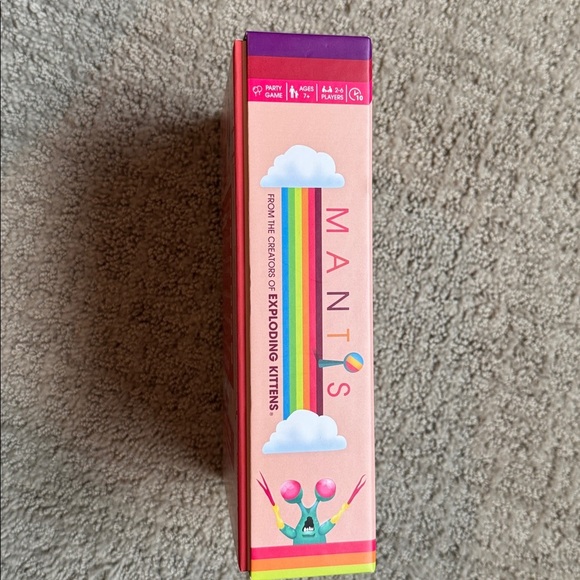 PARTY
GAME
AGES
7+
2-6
PLAYERS
10
MANTIS
FROM THE CREATORS OF EXPLODING KITTENS®